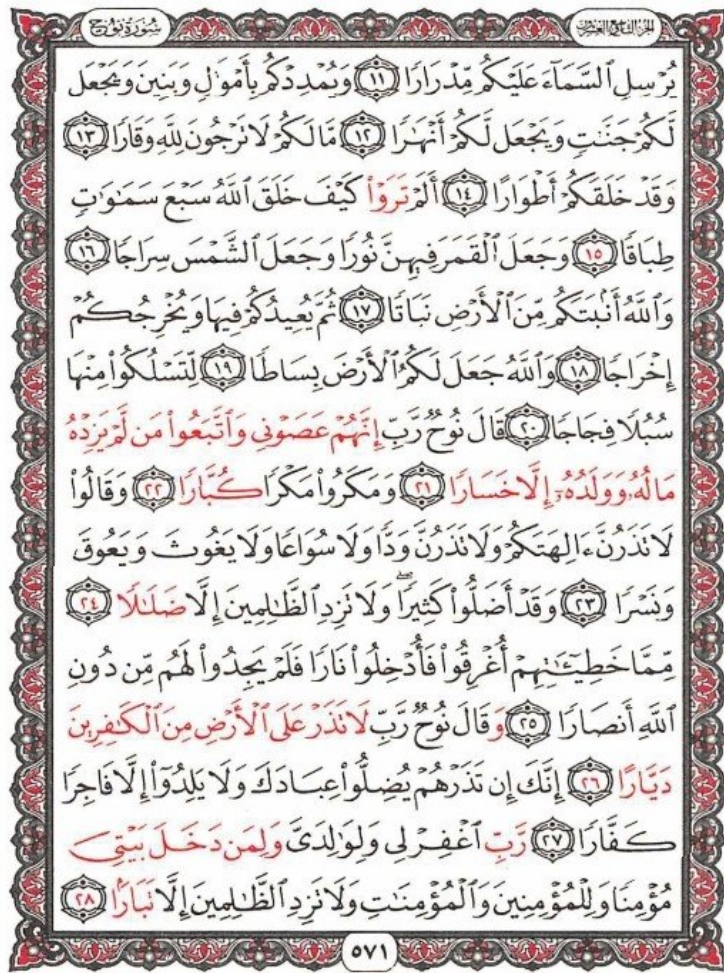 الجزء التاسع والعشرون
سورة نوح
يُرْسِلِ ٱلسَّمَآءَ عَلَيْكُم مِّدْرَارًا ۝١١ وَيُمْدِدْكُم بِأَمْوَٰلٍ وَبَنِينَ وَيَجْعَل
لَّكُمْ جَنَّٰتٍ وَيَجْعَل لَّكُمْ أَنْهَٰرًا ۝١٢ مَّا لَكُمْ لَا تَرْجُونَ لِلَّهِ وَقَارًا ۝١٣
وَقَدْ خَلَقَكُمْ أَطْوَارًا ۝١٤ أَلَمْ تَرَوْا۟ كَيْفَ خَلَقَ ٱللَّهُ سَبْعَ سَمَٰوَٰتٍ
طِبَاقًا ۝١٥ وَجَعَلَ ٱلْقَمَرَ فِيهِنَّ نُورًا وَجَعَلَ ٱلشَّمْسَ سِرَاجًا ۝١٦
وَٱللَّهُ أَنۢبَتَكُم مِّنَ ٱلْأَرْضِ نَبَاتًا ۝١٧ ثُمَّ يُعِيدُكُمْ فِيهَا وَيُخْرِجُكُمْ
إِخْرَاجًا ۝١٨ وَٱللَّهُ جَعَلَ لَكُمُ ٱلْأَرْضَ بِسَاطًا ۝١٩ لِّتَسْلُكُوا۟ مِنْهَا
سُبُلًا فِجَاجًا ۝٢٠ قَالَ نُوحٌ رَّبِّ إِنَّهُمْ عَصَوْنِى وَٱتَّبَعُوا۟ مَن لَّمْ يَزِدْهُ
مَالُهُۥ وَوَلَدُهُۥٓ إِلَّا خَسَارًا ۝٢١ وَمَكَرُوا۟ مَكْرًا كُبَّارًا ۝٢٢ وَقَالُوا۟
لَا تَذَرُنَّ ءَالِهَتَكُمْ وَلَا تَذَرُنَّ وَدًّا وَلَا سُوَاعًا وَلَا يَغُوثَ وَيَعُوقَ
وَنَسْرًا ۝٢٣ وَقَدْ أَضَلُّوا۟ كَثِيرًا ۖ وَلَا تَزِدِ ٱلظَّٰلِمِينَ إِلَّا ضَلَٰلًا ۝٢٤
مِّمَّا خَطِيٓـَٰٔتِهِمْ أُغْرِقُوا۟ فَأُدْخِلُوا۟ نَارًا فَلَمْ يَجِدُوا۟ لَهُم مِّن دُونِ
ٱللَّهِ أَنصَارًا ۝٢٥ وَقَالَ نُوحٌ رَّبِّ لَا تَذَرْ عَلَى ٱلْأَرْضِ مِنَ ٱلْكَٰفِرِينَ
دَيَّارًا ۝٢٦ إِنَّكَ إِن تَذَرْهُمْ يُضِلُّوا۟ عِبَادَكَ وَلَا يَلِدُوٓا۟ إِلَّا فَاجِرًا
كَفَّارًا ۝٢٧ رَّبِّ ٱغْفِرْ لِى وَلِوَٰلِدَىَّ وَلِمَن دَخَلَ بَيْتِىَ
مُؤْمِنًا وَلِلْمُؤْمِنِينَ وَٱلْمُؤْمِنَٰتِ وَلَا تَزِدِ ٱلظَّٰلِمِينَ إِلَّا تَبَارًۢا ۝٢٨
٥٧١